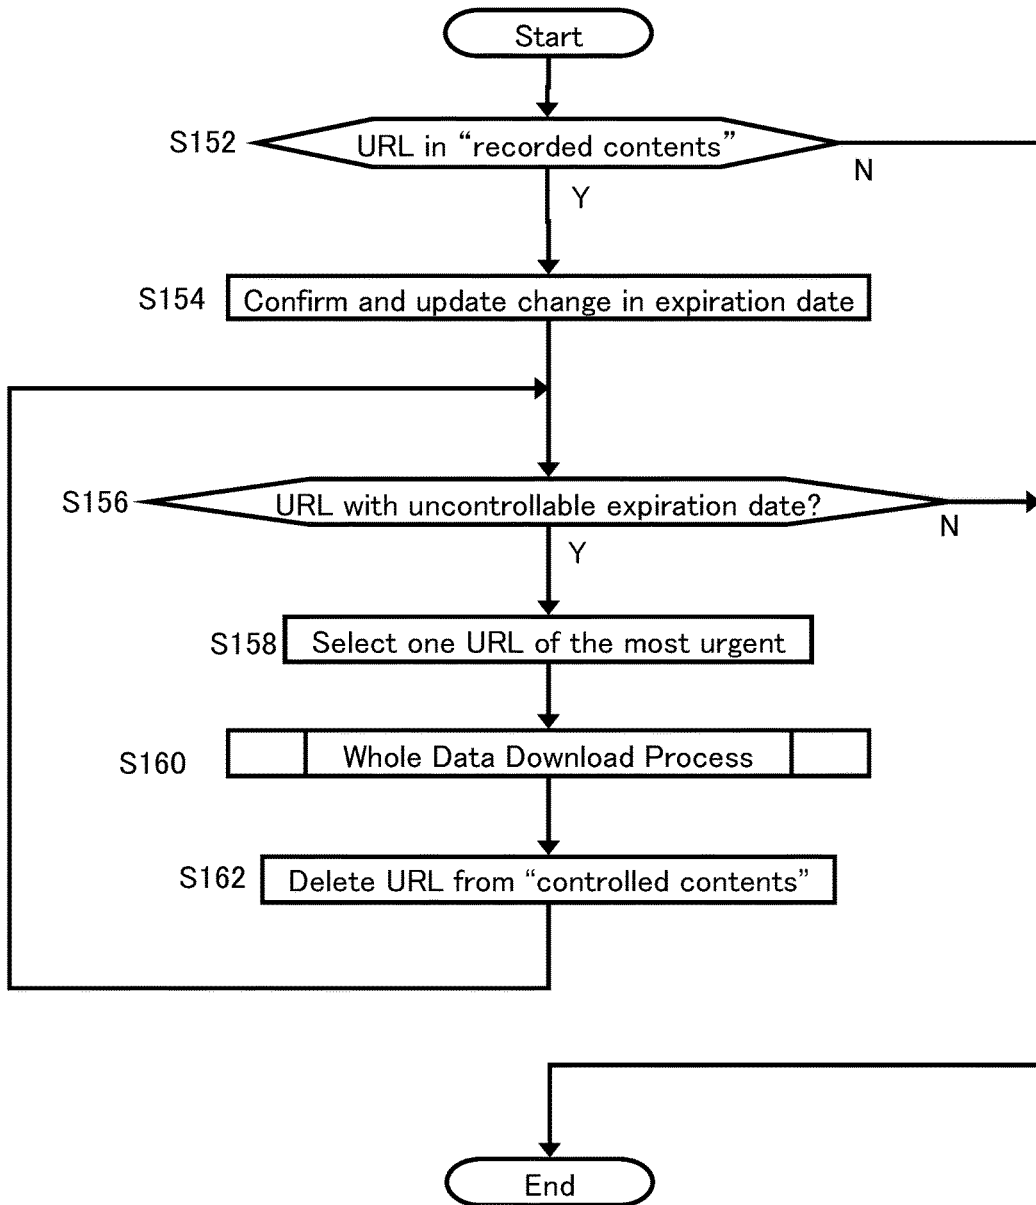 Start
S152
URL in “recorded contents”
N
Y
S154
Confirm and update change in expiration date
S156
URL with uncontrollable expiration date?
N
Y
S158
Select one URL of the most urgent
S160
Whole Data Download Process
S162
Delete URL from “controlled contents”
End